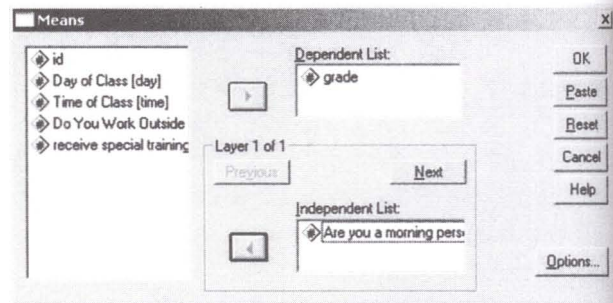 Means
X
id
Day of Class [day]
Time of Class [time]
Do You Work Outside
receive special training
Dependent List:
grade
Layer 1 of 1
Previous
Next
Independent List:
Are you a morning pers
OK
Paste
Reset
Cancel
Help
Options...